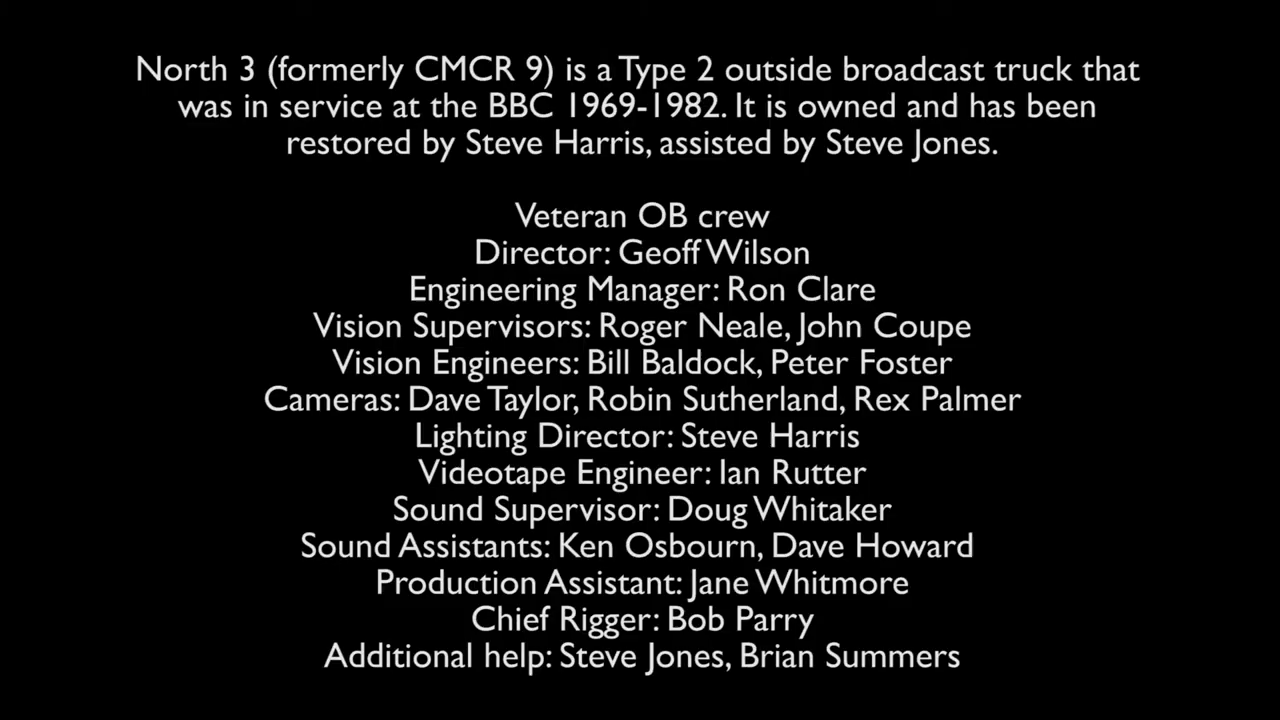 North 3 (formerly CMCR 9) is a Type 2 outside broadcast truck that
was in service at the BBC 1969-1982. It is owned and has been
restored by Steve Harris, assisted by Steve Jones.
Veteran OB crew
Director: Geoff Wilson
Engineering Manager: Ron Clare
Vision Supervisors: Roger Neale, John Coupe
Vision Engineers: Bill Baldock, Peter Foster
Cameras: Dave Taylor, Robin Sutherland, Rex Palmer
Lighting Director: Steve Harris
Videotape Engineer: Ian Rutter
Sound Supervisor: Doug Whitaker
Sound Assistants: Ken Osbourn, Dave Howard
Production Assistant: Jane Whitmore
Chief Rigger: Bob Parry
Additional help: Steve Jones, Brian Summers